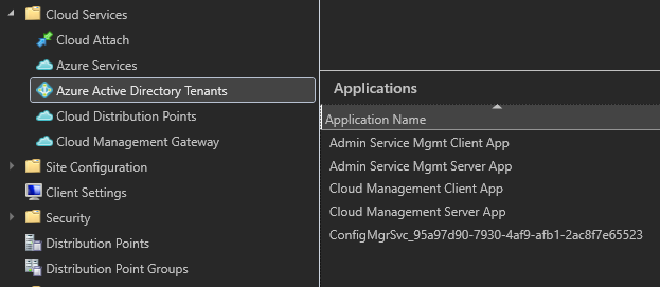 Cloud Services
Cloud Attach
Azure Services
Azure Active Directory Tenants
Cloud Distribution Points
Cloud Management Gateway
Site Configuration
Client Settings
Security
Distribution Points
Distribution Point Groups
Applications
Application Name
Admin Service Mgmt Client App
Admin Service Mgmt Server App
Cloud Management Client App
Cloud Management Server App
ConfigMgrSvc_95a97d90-7930-4af9-afb1-2ac8f7e65523